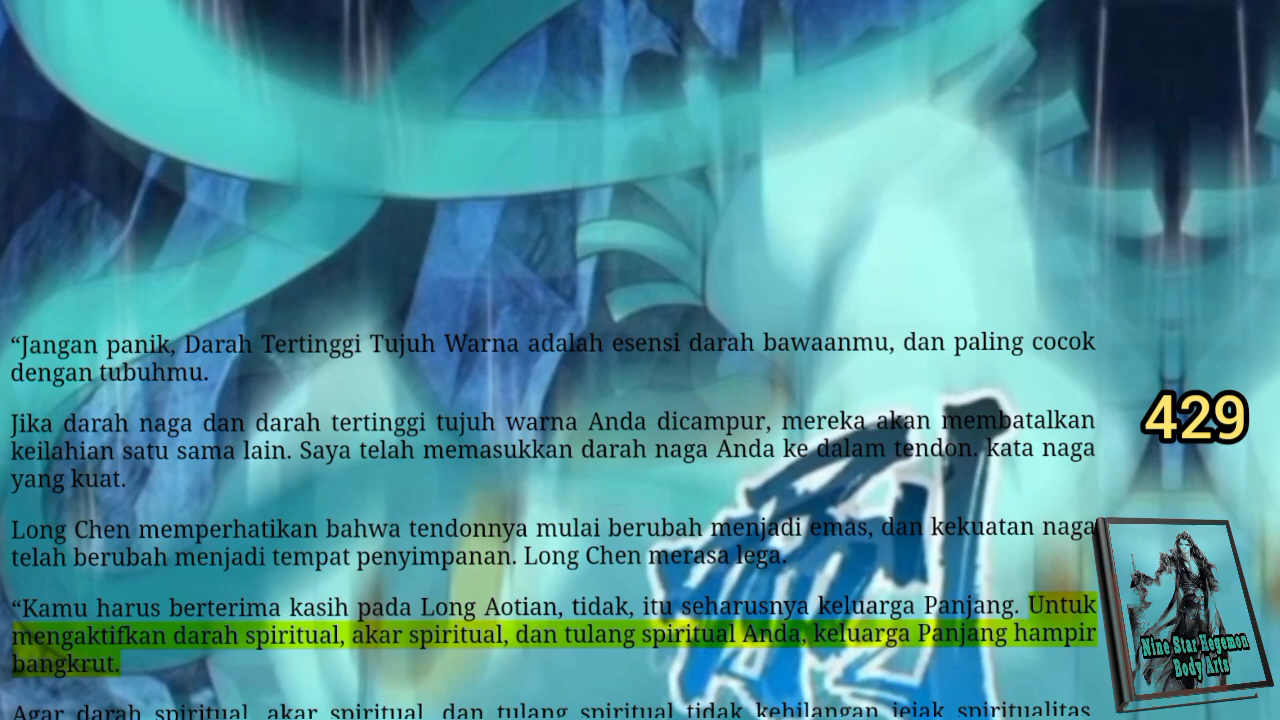 “Jangan panik, Darah Tertinggi Tujuh Warna adalah esensi darah bawaanmu, dan paling cocok
dengan tubuhmu.
Jika darah naga dan darah tertinggi tujuh warna Anda dicampur, mereka akan membatalkan
keilahian satu sama lain. Saya telah memasukkan darah naga Anda ke dalam tendon. kata naga
yang kuat.
Long Chen memperhatikan bahwa tendonnya mulai berubah menjadi emas, dan kekuatan naga
telah berubah menjadi tempat penyimpanan. Long Chen merasa lega.
“Kamu harus berterima kasih pada Long Aotian, tidak, itu seharusnya keluarga Panjang. Untuk
mengaktifkan darah spiritual, akar spiritual, dan tulang spiritual Anda, keluarga Panjang hampir
bangkrut.
Agar darah spiritual, akar spiritual, dan tulang spiritual tidak kehilangan jejak spiritualitas,
429
Nine Star Hegemon
Body Arts